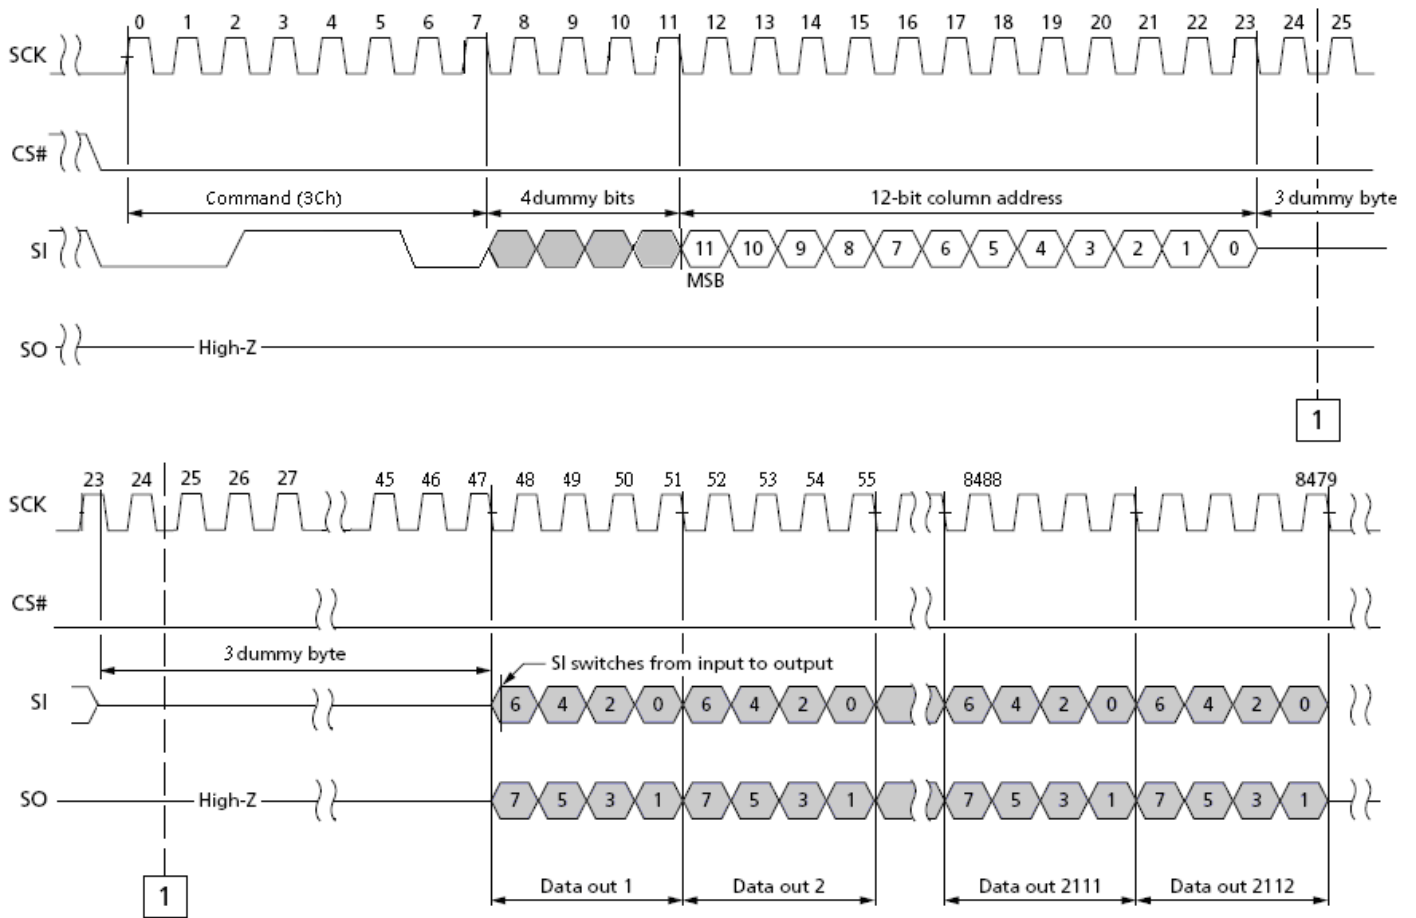 0 1 2 3 4 5 6 7 8 9 10 11 12 13 14 15 16 17 18 19 20 21 22 23 24 25
SCK
CS#
Command (3Ch) 4 dummy bits 12-bit column address 3 dummy byte
SI 11 10 9 8 7 6 5 4 3 2 1 0
MSB
SO High-Z
1
23 24 25 26 27 45 46 47 48 49 50 51 52 53 54 55 8488 8479
SCK
CS#
3 dummy byte
SI switches from input to output
SI 6 4 2 0 6 4 2 0 6 4 2 0 6 4 2 0
SO High-Z 7 5 3 1 7 5 3 1 7 5 3 1 7 5 3 1
1 Data out 1 Data out 2 Data out 2111 Data out 2112